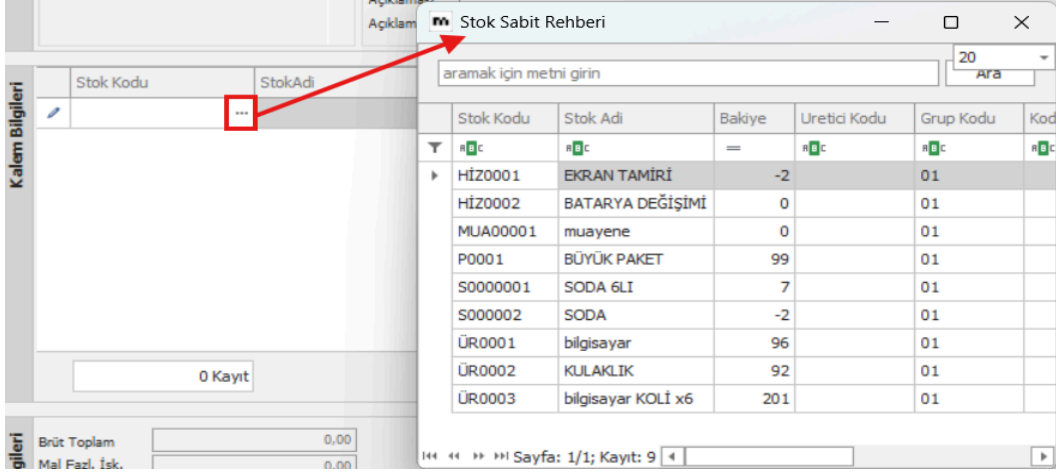 Açıklama
Açıklam
Stok Sabit Rehberi
20
aramak için metni girin
Ara
Kalem Bilgileri
Stok Kodu StokAdi
0 Kayıt
Stok Kodu Stok Adi Bakiye Uretici Kodu Grup Kodu Kod
HİZ0001 EKRAN TAMİRİ -2 01
HİZ0002 BATARYA DEĞİŞİMİ 0 01
MUA00001 muayene 0 01
P0001 BÜYÜK PAKET 99 01
S0000001 SODA 6LI 7 01
S000002 SODA -2 01
ÜR0001 bilgisayar 96 01
ÜR0002 KULAKLIK 92 01
ÜR0003 bilgisayar KOLİ x6 201 01
Sayfa: 1/1; Kayıt: 9
gileri
Brüt Toplam 0,00
Mal Fazl. İsk. 0,00